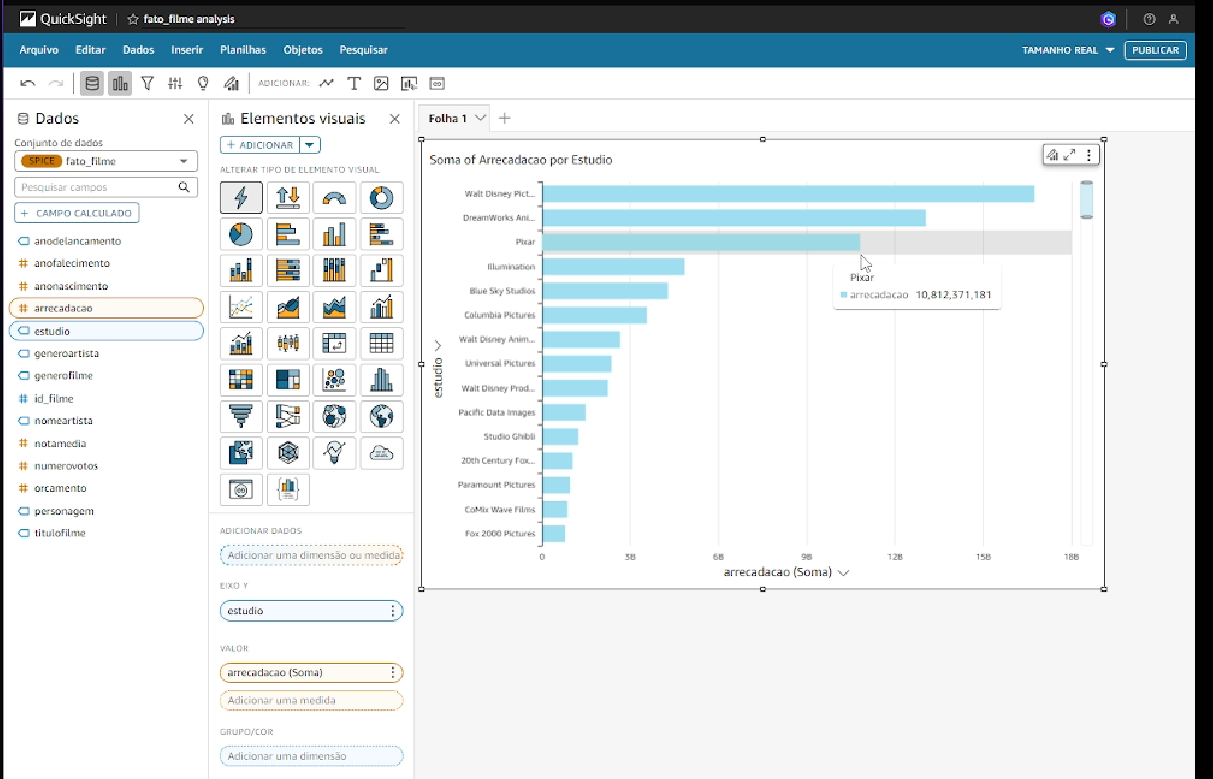 QuickSight
fato_filme analysis
Arquivo Editar Dados Inserir Planilhas Objetos Pesquisar
TAMANHO REAL PUBLICAR
ADICIONAR:
Dados
Conjunto de dados
SPICE fato_filme
Pesquisar campos
+ CAMPO CALCULADO
anodelancamento
anofalecimento
anonascimento
arrecadacao
estudio
generoartista
generofilme
id_filme
nomeartista
notamedia
numerovotos
orcamento
personagem
titulofilme
Elementos visuais
+ ADICIONAR
ALTERAR TIPO DE ELEMENTO VISUAL
ADICIONAR DADOS
Adicionar uma dimensão ou medida
EIXO Y
estudio
VALOR
arrecadacao (Soma)
Adicionar uma medida
GRUPO/COR
Adicionar uma dimensão
Folha 1
Soma of Arrecadacao por Estudio
Walt Disney Pict...
DreamWorks Ani...
Pixar
Illumination
Blue Sky Studios
Columbia Pictures
Walt Disney Anim...
Universal Pictures
Walt Disney Prod...
Pacific Data Images
Studio Ghibli
20th Century Fox...
Paramount Pictures
CoMix Wave Films
Fox 2000 Pictures
estudio
Pixar
arrecadacao 10,812,371,181
0 3B 6B 9B 12B 15B 18B
arrecadacao (Soma)